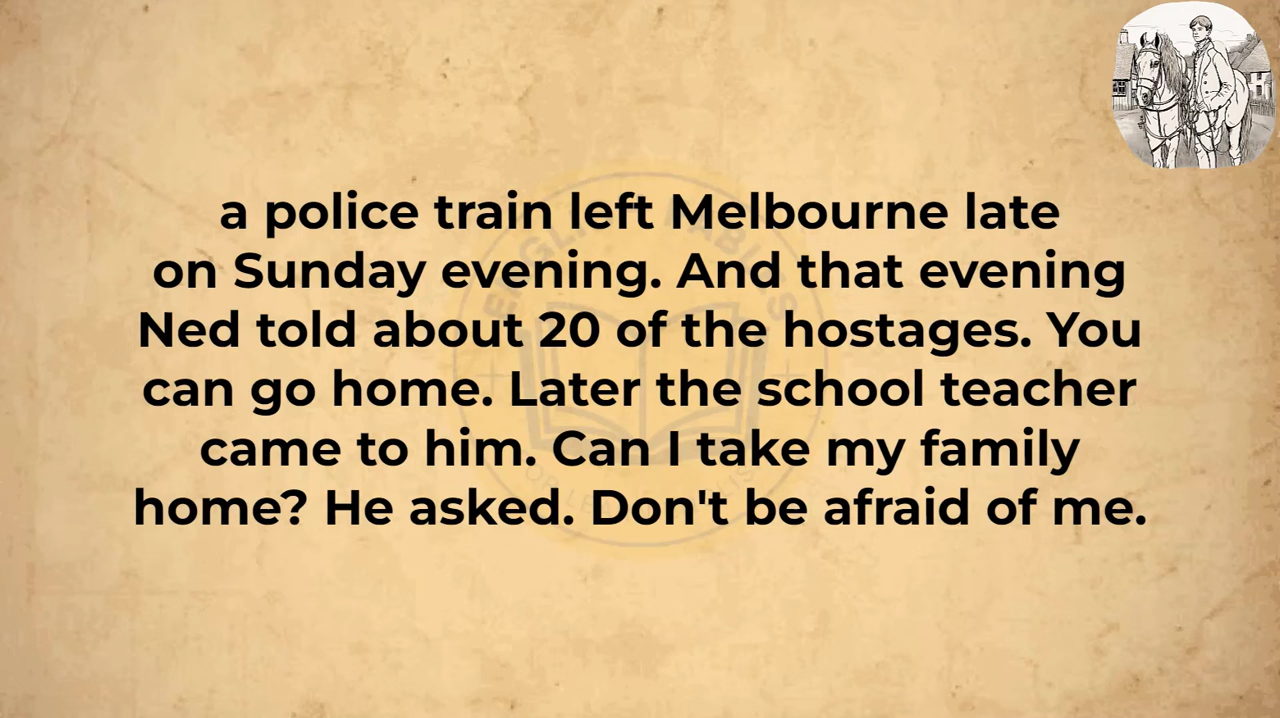 a police train left Melbourne late
on Sunday evening. And that evening
Ned told about 20 of the hostages. You
can go home. Later the school teacher
came to him. Can I take my family
home? He asked. Don't be afraid of me.